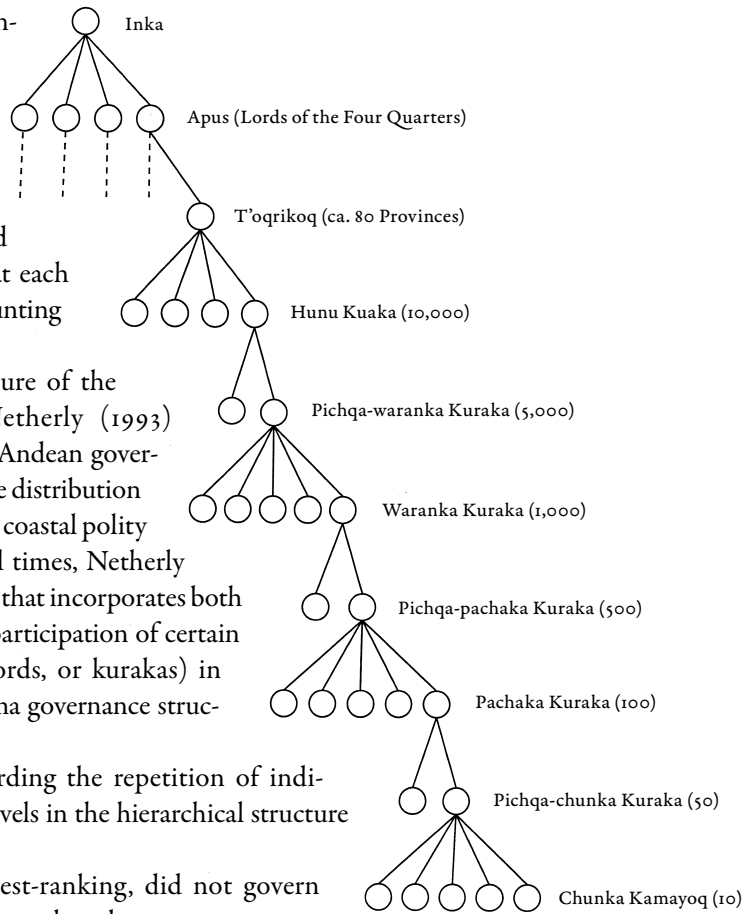 n-
Inka
Apus (Lords of the Four Quarters)
T'oqrikoq (ca. 80 Provinces)
d
at each
Hunu Kuaka (10,000)
unting
ure of the
Pichqa-waranka Kuraka (5,000)
Netherly (1993)
Andean gover-
e distribution
Waranka Kuraka (1,000)
coastal polity
l times, Netherly
that incorporates both
Pichqa-pachaka Kuraka (500)
participation of certain
ords, or kurakas) in
Pachaka Kuraka (100)
na governance struc-
rding the repetition of indi-
Pichqa-chunka Kuraka (50)
vels in the hierarchical structure
est-ranking, did not govern
Chunka Kamayoq (10)